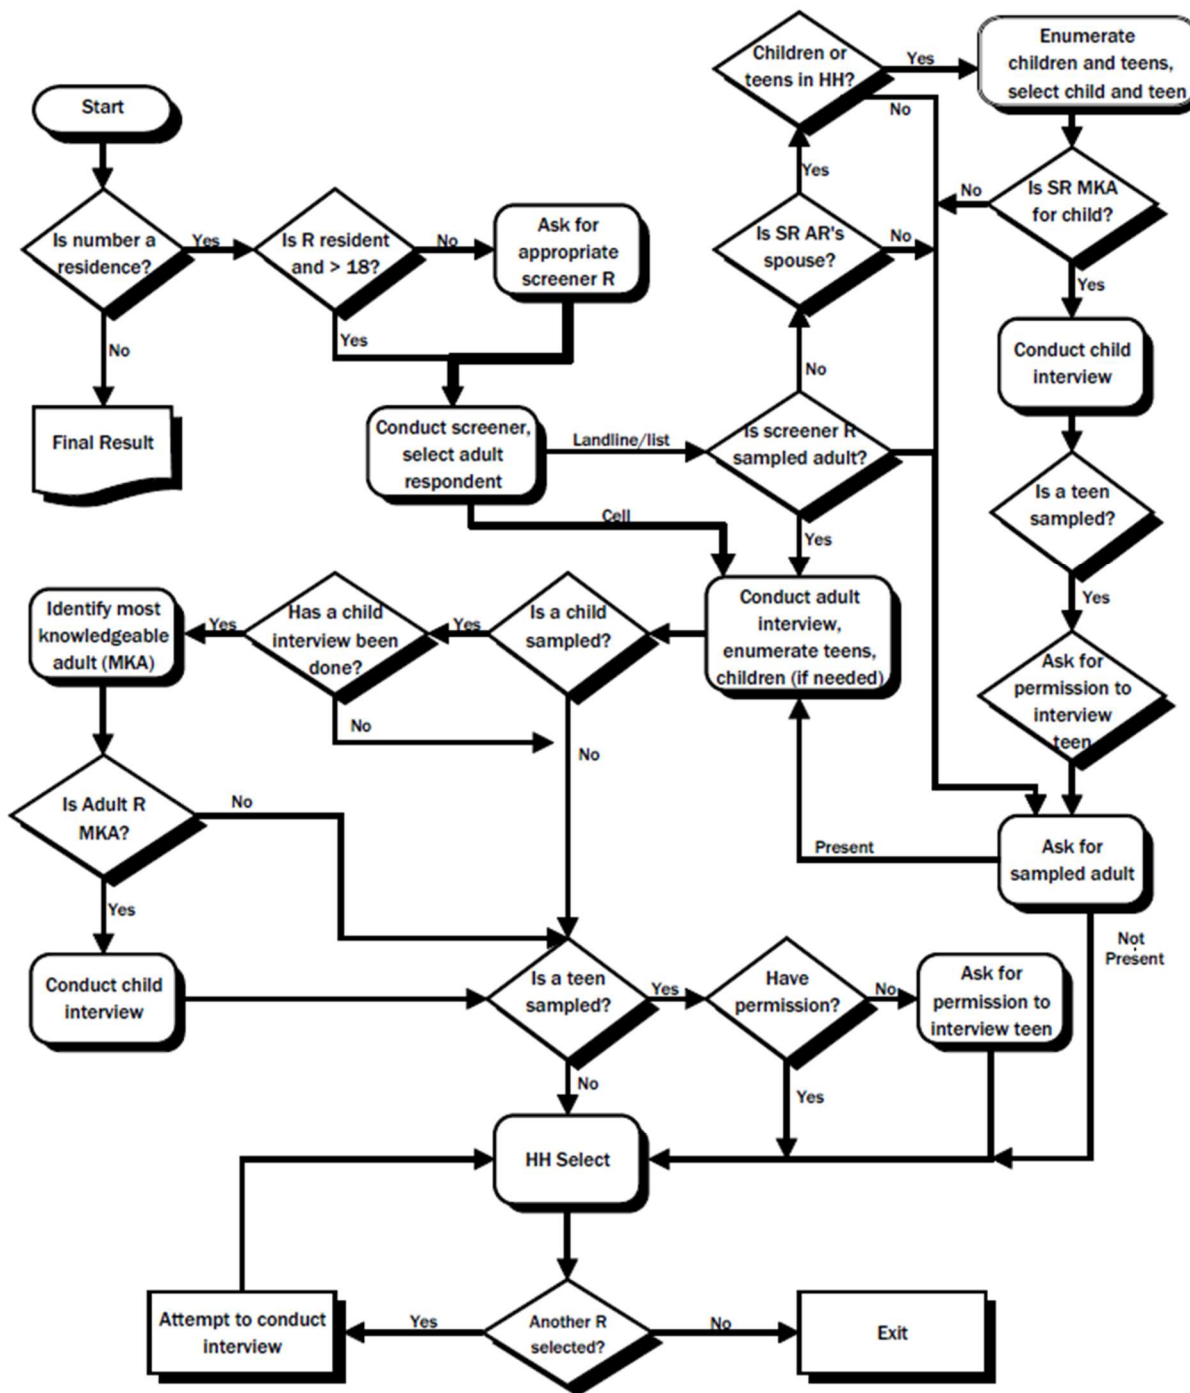 Start
Is number a
residence?
Yes
No
Final Result
Is R resident
and > 18?
No
Yes
Ask for
appropriate
screener R
Conduct screener,
select adult
respondent
Landline/list
Cell
Is screener R
sampled adult?
No
Yes
Is SR AR's
spouse?
No
Yes
Children or
teens in HH?
Yes
No
Enumerate
children and teens,
select child and teen
Is SR MKA
for child?
No
Yes
Conduct child
interview
Is a teen
sampled?
Yes
Ask for
permission to
interview
teen
Ask for
sampled adult
Present
Not
Present
Conduct adult
interview,
enumerate teens,
children (if needed)
Is a child
sampled?
Yes
No
Has a child
interview been
done?
Yes
No
Identify most
knowledgeable
adult (MKA)
Is Adult R
MKA?
No
Yes
Conduct child
interview
Is a teen
sampled?
Yes
No
Have
permission?
No
Yes
Ask for
permission to
interview teen
HH Select
Another R
selected?
Yes
No
Attempt to conduct
interview
Exit